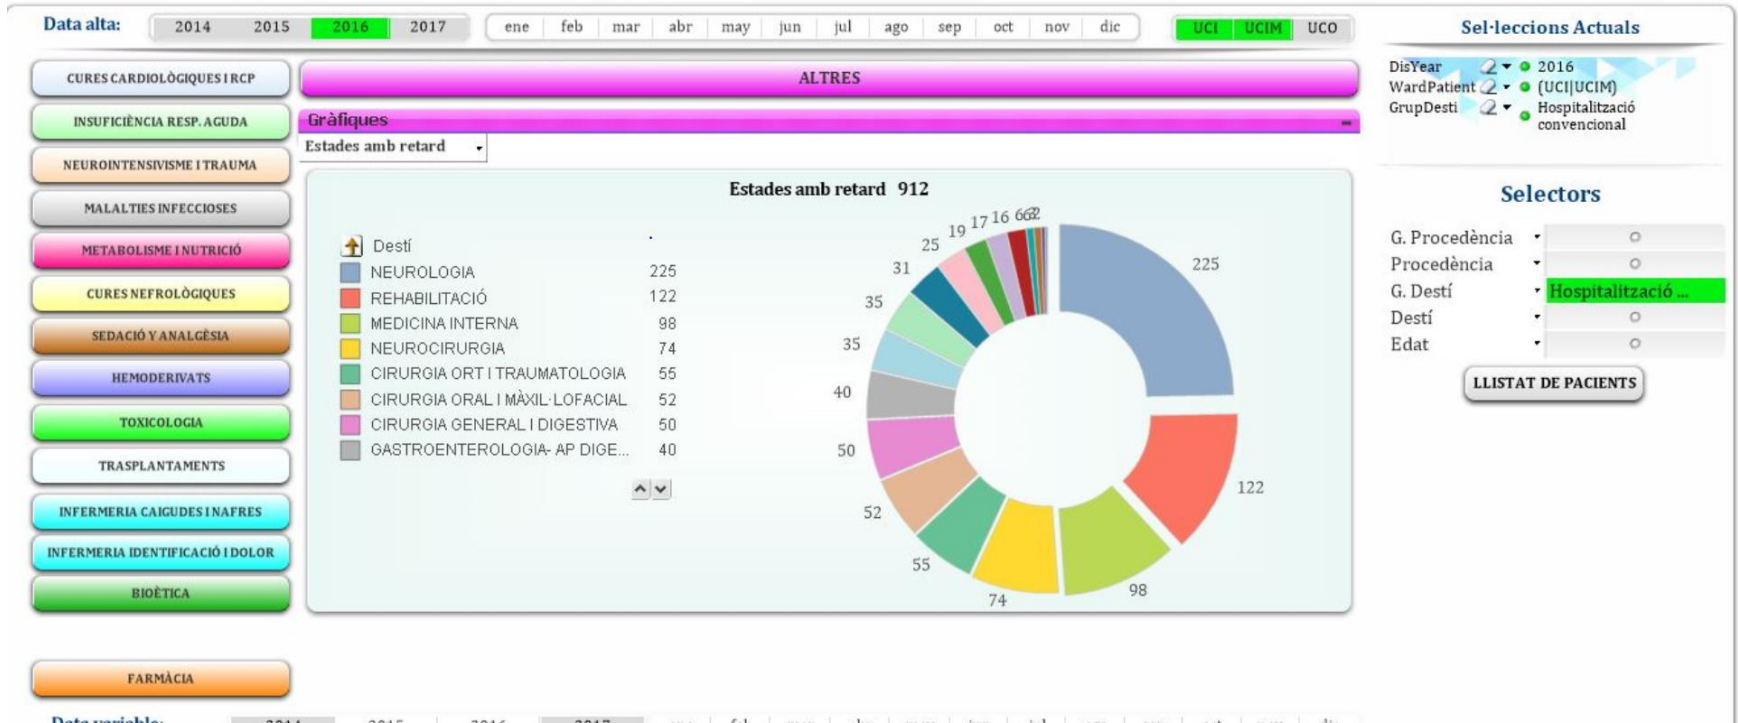 Data alta: 2014 2015 2016 2017 ene feb mar abr may jun jul ago sep oct nov dic UCI UCIM UCO
Sel·leccions Actuals
DisYear 2016
WardPatient (UCI|UCIM)
GrupDesti Hospitalització
convencional
CURES CARDIOLÒGIQUES I RCP
INSUFICIÈNCIA RESP. AGUDA
NEUROINTENSIVISME I TRAUMA
MALALTIES INFECCIOSES
METABOLISME I NUTRICIÓ
CURES NEFROLÒGIQUES
SEDACIÓ Y ANALGÈSIA
HEMODERIVATS
TOXICOLOGIA
TRASPLANTAMENTS
INFERMERIA CAIGUDES I NAFRES
INFERMERIA IDENTIFICACIÓ I DOLOR
BIOÈTICA
FARMÀCIA
ALTRES
Gràfiques
Estades amb retard
Estades amb retard 912
Destí
NEUROLOGIA 225
REHABILITACIÓ 122
MEDICINA INTERNA 98
NEUROCIRURGIA 74
CIRURGIA ORT I TRAUMATOLOGIA 55
CIRURGIA ORAL I MÀXIL·LOFACIAL 52
CIRURGIA GENERAL I DIGESTIVA 50
GASTROENTEROLOGIA- AP DIGE... 40
225
122
98
74
55
52
50
40
35
35
31
25
19
17
16
Selectors
G. Procedència
Procedència
G. Destí Hospitalització ...
Destí
Edat
LLISTAT DE PACIENTS
Data variable: 2014 2015 2016 2017